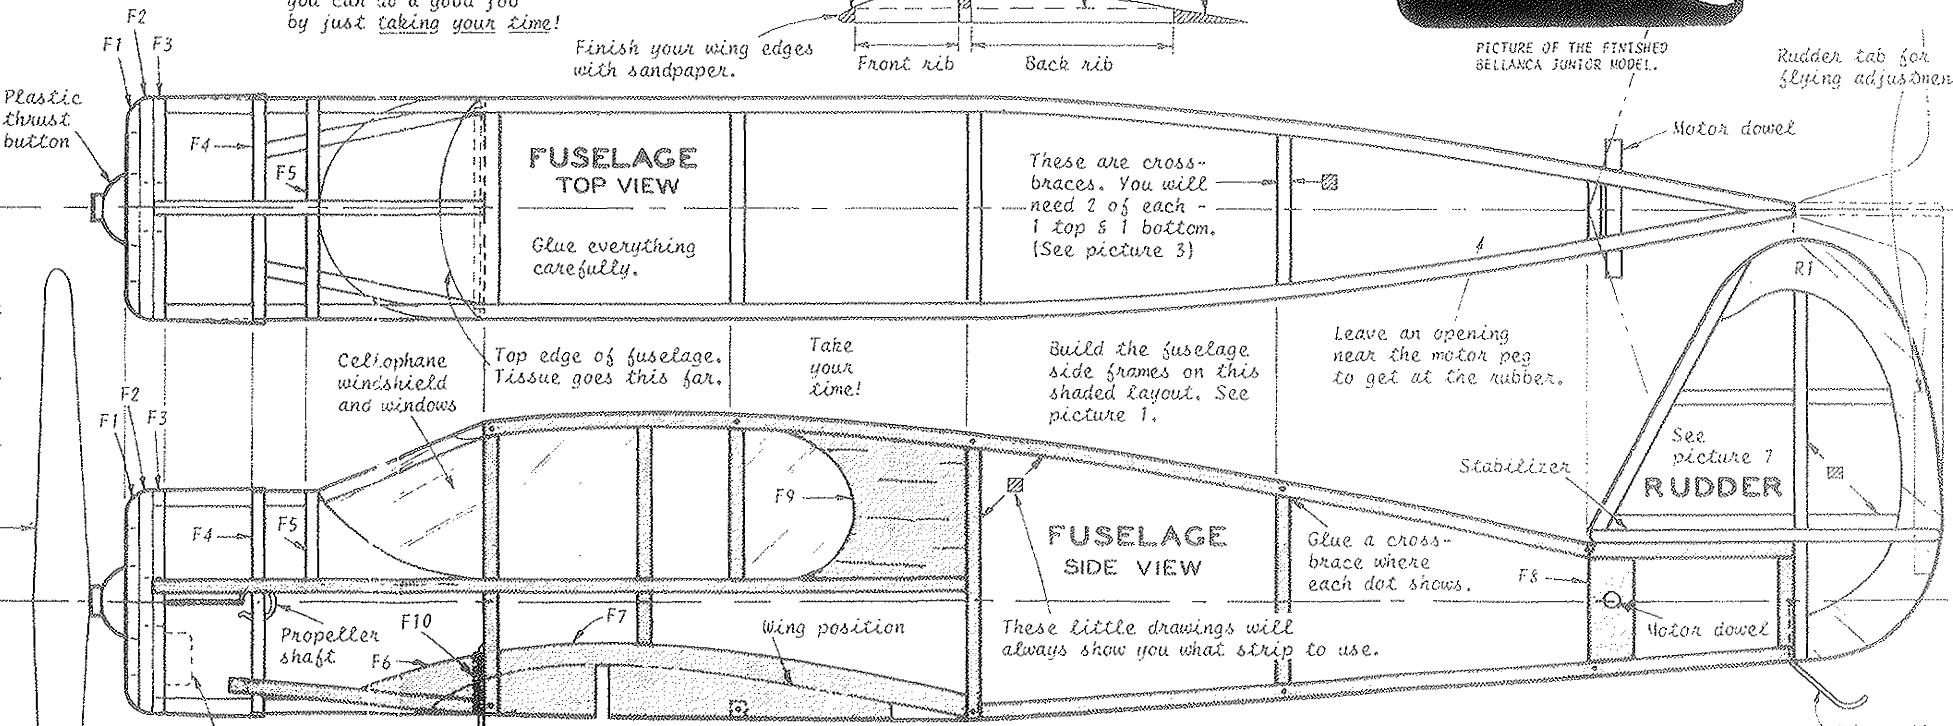 you can do a good job
by just taking your time!
Finish your wing edges
with sandpaper.
Front rib
Back rib
PICTURE OF THE FINISHED
BELLANCA JUNIOR MODEL.
Rudder tab for
flying adjustmen
F1
F2
F3
Plastic
thrust
button
F4
F5
FUSELAGE
TOP VIEW
Glue everything
carefully.
These are cross-
braces. You will
need 2 of each -
1 top & 1 bottom.
(See picture 3)
Motor dowel
R1
Leave an opening
near the motor peg
to get at the rubber.
Cellophane
windshield
and windows
Top edge of fuselage.
Tissue goes this far.
Take
your
time!
Build the fuselage
side frames on this
shaded layout. See
picture 1.
F1
F2
F3
F4
F5
F9
FUSELAGE
SIDE VIEW
Glue a cross-
brace where
each dot shows.
Stabilizer
See
picture 7
RUDDER
F8
Motor dowel
Propeller
shaft
F10
F6
F7
Wing position
These little drawings will
always show you what strip to use.